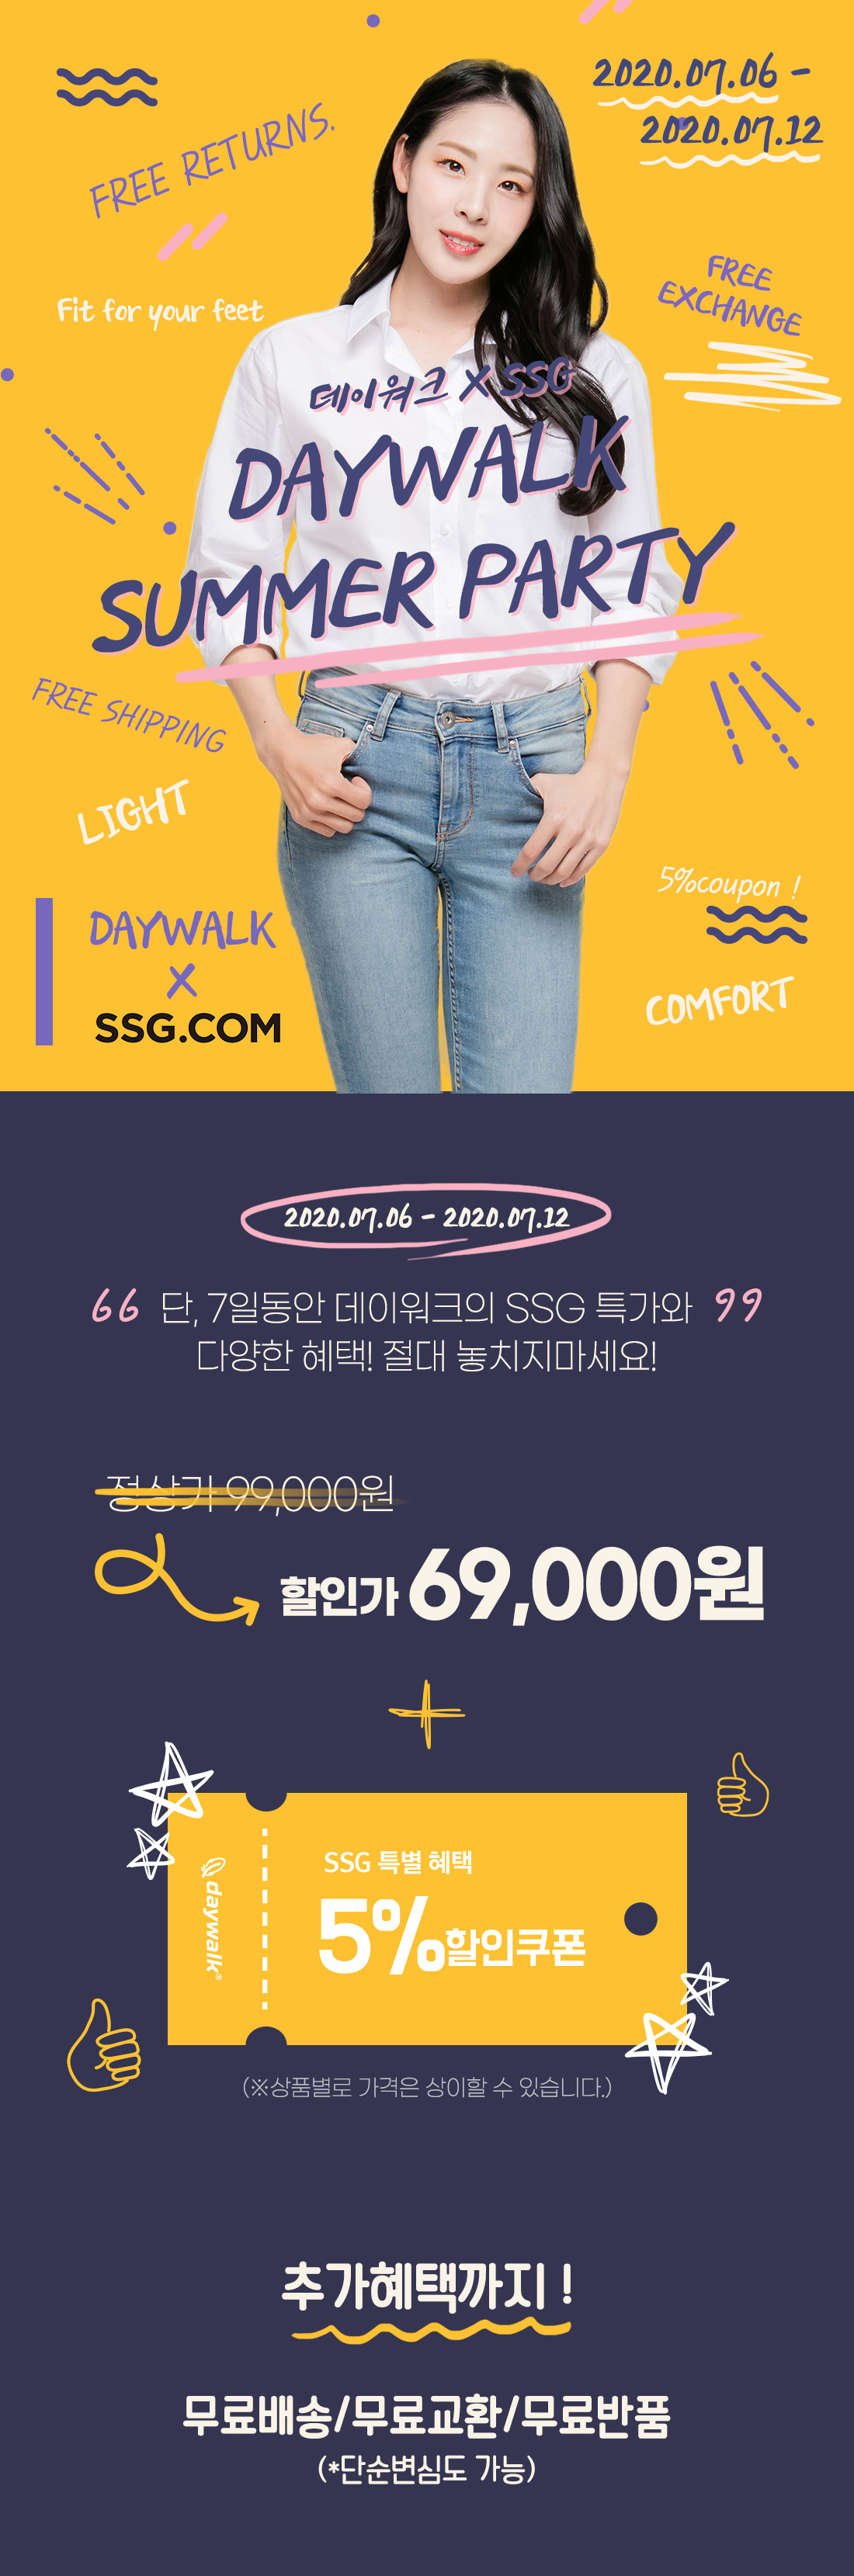 2020.07.06 -
2020.07.12
FREE RETURNS.
Fit for your feet
FREE
EXCHANGE
데이워크 X SSG
DAYWALK
SUMMER PARTY
FREE SHIPPING
LIGHT
5%coupon !
COMFORT
DAYWALK
X
SSG.COM
2020.07.06 - 2020.07.12
“ 단, 7일동안 데이워크의 SSG 특가와 ”
다양한 혜택! 절대 놓치지마세요!
정상가 99,000원
할인가 69,000원
+
daywalk®
SSG 특별 혜택
5%할인쿠폰
(※상품별로 가격은 상이할 수 있습니다.)
추가혜택까지 !
무료배송/무료교환/무료반품
(*단순변심도 가능)